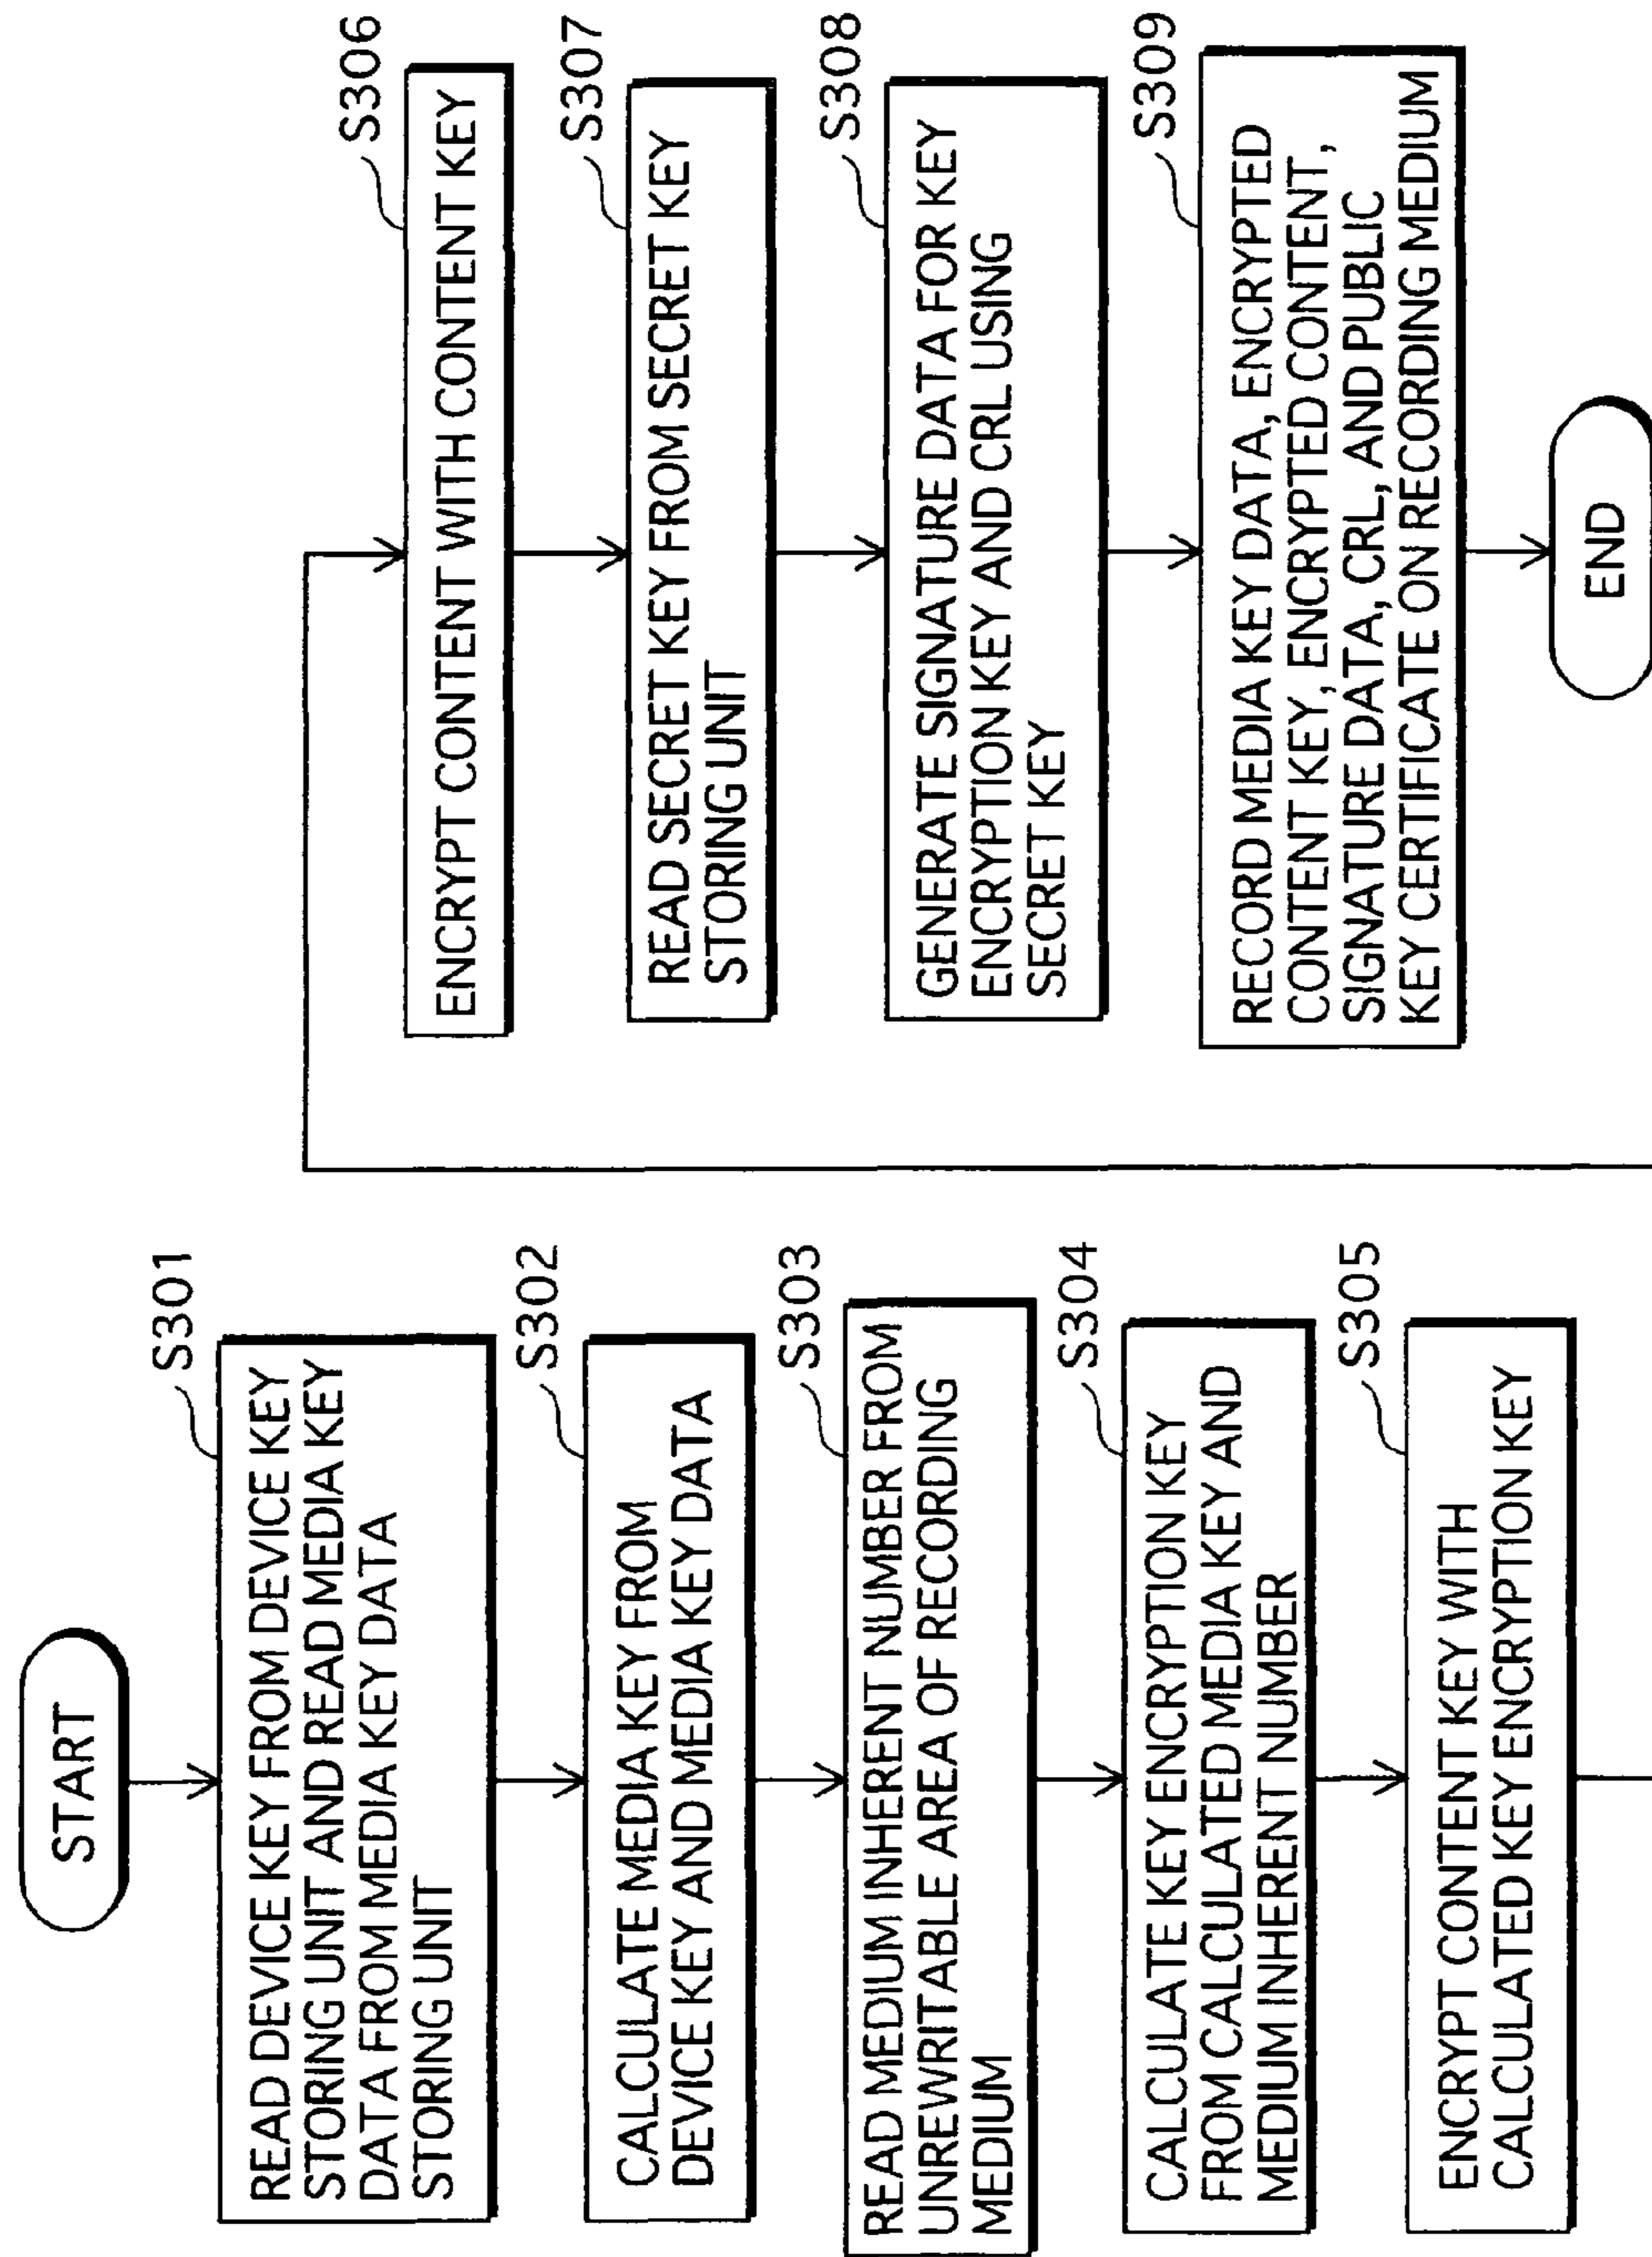 START
S301
READ DEVICE KEY FROM DEVICE KEY
STORING UNIT AND READ MEDIA KEY
DATA FROM MEDIA KEY DATA
STORING UNIT
S302
CALCULATE MEDIA KEY FROM
DEVICE KEY AND MEDIA KEY DATA
S303
READ MEDIUM INHERENT NUMBER FROM
UNREWRITABLE AREA OF RECORDING
MEDIUM
S304
CALCULATE KEY ENCRYPTION KEY
FROM CALCULATED MEDIA KEY AND
MEDIUM INHERENT NUMBER
S305
ENCRYPT CONTENT KEY WITH
CALCULATED KEY ENCRYPTION KEY
S306
ENCRYPT CONTENT WITH CONTENT KEY
S307
READ SECRET KEY FROM SECRET KEY
STORING UNIT
S308
GENERATE SIGNATURE DATA FOR KEY
ENCRYPTION KEY AND CRL USING
SECRET KEY
S309
RECORD MEDIA KEY DATA, ENCRYPTED
CONTENT KEY, ENCRYPTED CONTENT,
SIGNATURE DATA, CRL, AND PUBLIC
KEY CERTIFICATE ON RECORDING MEDIUM
END